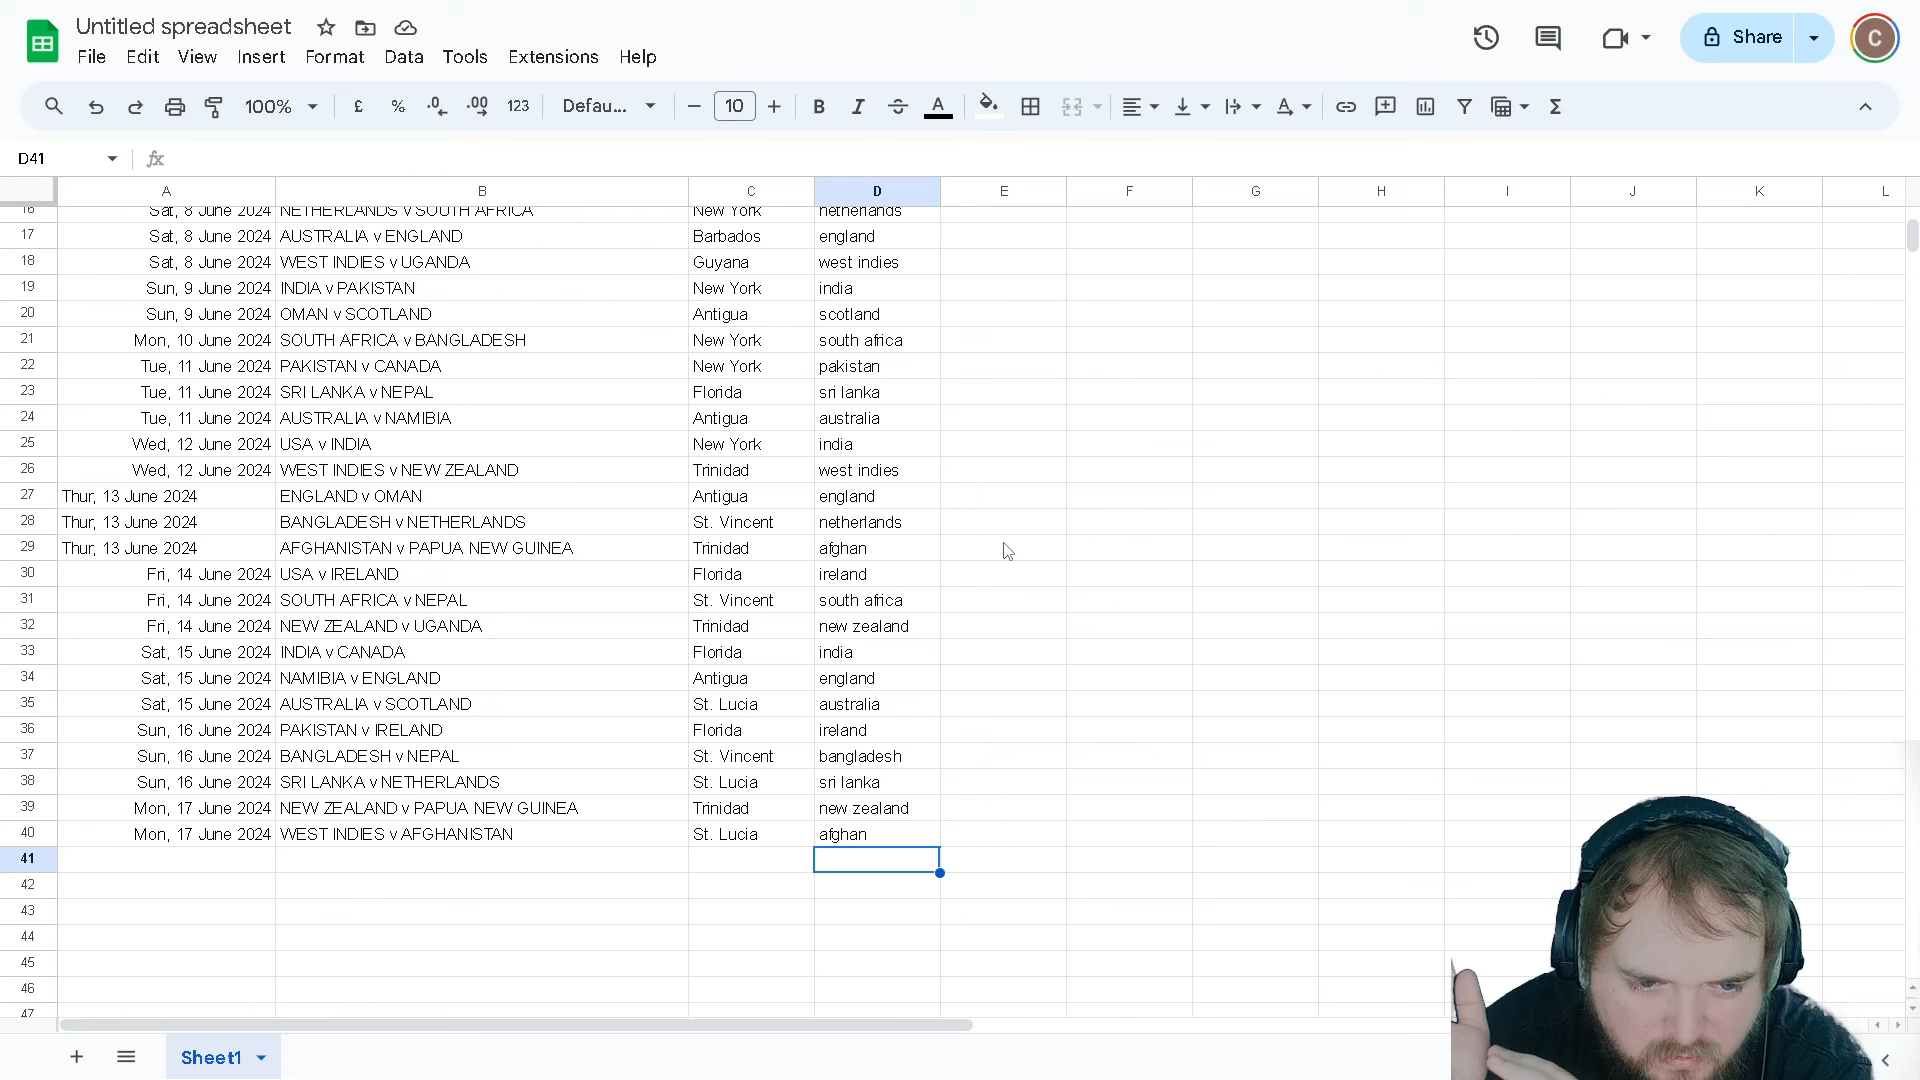 Untitled spreadsheet
File Edit View Insert Format Data Tools Extensions Help
Share
C
100% £ % .0 .00 123 Defau... 10 B I A
D41 fx
A B C D E F G H I J K L
16 Sat, 8 June 2024 NETHERLANDS v SOUTH AFRICA New York netherlands
17 Sat, 8 June 2024 AUSTRALIA v ENGLAND Barbados england
18 Sat, 8 June 2024 WEST INDIES v UGANDA Guyana west indies
19 Sun, 9 June 2024 INDIA v PAKISTAN New York india
20 Sun, 9 June 2024 OMAN v SCOTLAND Antigua scotland
21 Mon, 10 June 2024 SOUTH AFRICA v BANGLADESH New York south africa
22 Tue, 11 June 2024 PAKISTAN v CANADA New York pakistan
23 Tue, 11 June 2024 SRI LANKA v NEPAL Florida sri lanka
24 Tue, 11 June 2024 AUSTRALIA v NAMIBIA Antigua australia
25 Wed, 12 June 2024 USA v INDIA New York india
26 Wed, 12 June 2024 WEST INDIES v NEW ZEALAND Trinidad west indies
27 Thur, 13 June 2024 ENGLAND v OMAN Antigua england
28 Thur, 13 June 2024 BANGLADESH v NETHERLANDS St. Vincent netherlands
29 Thur, 13 June 2024 AFGHANISTAN v PAPUA NEW GUINEA Trinidad afghan
30 Fri, 14 June 2024 USA v IRELAND Florida ireland
31 Fri, 14 June 2024 SOUTH AFRICA v NEPAL St. Vincent south africa
32 Fri, 14 June 2024 NEW ZEALAND v UGANDA Trinidad new zealand
33 Sat, 15 June 2024 INDIA v CANADA Florida india
34 Sat, 15 June 2024 NAMIBIA v ENGLAND Antigua england
35 Sat, 15 June 2024 AUSTRALIA v SCOTLAND St. Lucia australia
36 Sun, 16 June 2024 PAKISTAN v IRELAND Florida ireland
37 Sun, 16 June 2024 BANGLADESH v NEPAL St. Vincent bangladesh
38 Sun, 16 June 2024 SRI LANKA v NETHERLANDS St. Lucia sri lanka
39 Mon, 17 June 2024 NEW ZEALAND v PAPUA NEW GUINEA Trinidad new zealand
40 Mon, 17 June 2024 WEST INDIES v AFGHANISTAN St. Lucia afghan
41
42
43
44
45
46
47
Sheet1